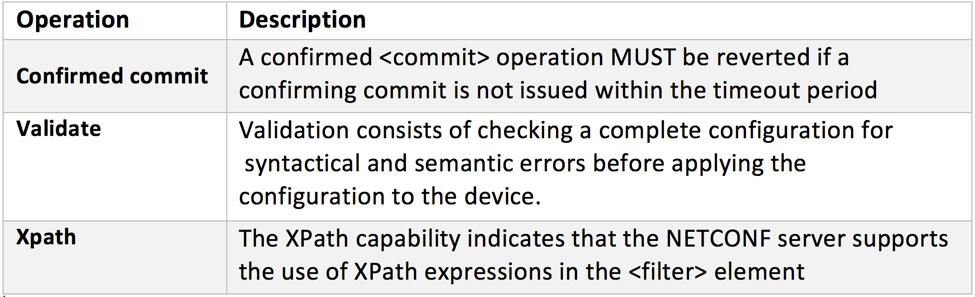 Operation Description
Confirmed commit
A confirmed <commit> operation MUST be reverted if a
confirming commit is not issued within the timeout period
Validate
Validation consists of checking a complete configuration for
syntactical and semantic errors before applying the
configuration to the device.
Xpath
The XPath capability indicates that the NETCONF server supports
the use of XPath expressions in the <filter> element